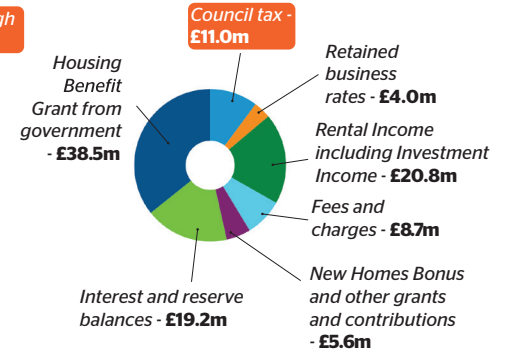 gh
Council tax -
£11.0m
Housing
Benefit
Grant from
government
- £38.5m
Retained
business
rates - £4.0m
Rental Income
including Investment
Income - £20.8m
Fees and
charges - £8.7m
New Homes Bonus
and other grants
and contributions
- £5.6m
Interest and reserve
balances - £19.2m